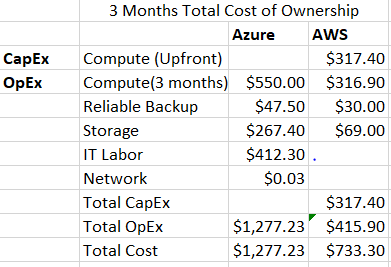 3 Months Total Cost of Ownership
Azure AWS
CapEx Compute (Upfront) $317.40
OpEx Compute(3 months) $550.00 $316.90
Reliable Backup $47.50 $30.00
Storage $267.40 $69.00
IT Labor $412.30 .
Network $0.03
Total CapEx $317.40
Total OpEx $1,277.23 $415.90
Total Cost $1,277.23 $733.30